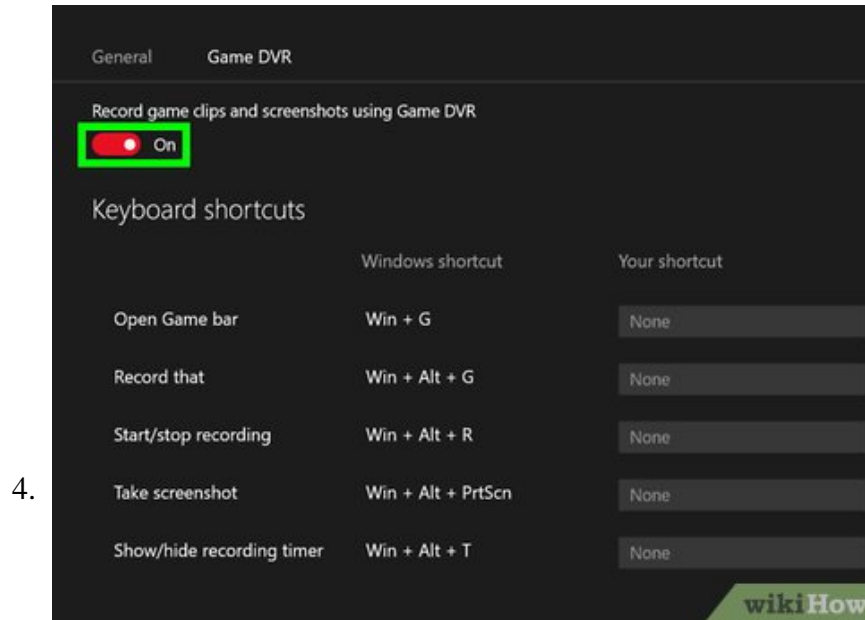 General Game DVR
Record game clips and screenshots using Game DVR
On
Keyboard shortcuts
Windows shortcut Your shortcut
Open Game bar Win + G None
Record that Win + Alt + G None
Start/stop recording Win + Alt + R None
4.
Take screenshot Win + Alt + PrtScn None
Show/hide recording timer Win + Alt + T None
wikiHow